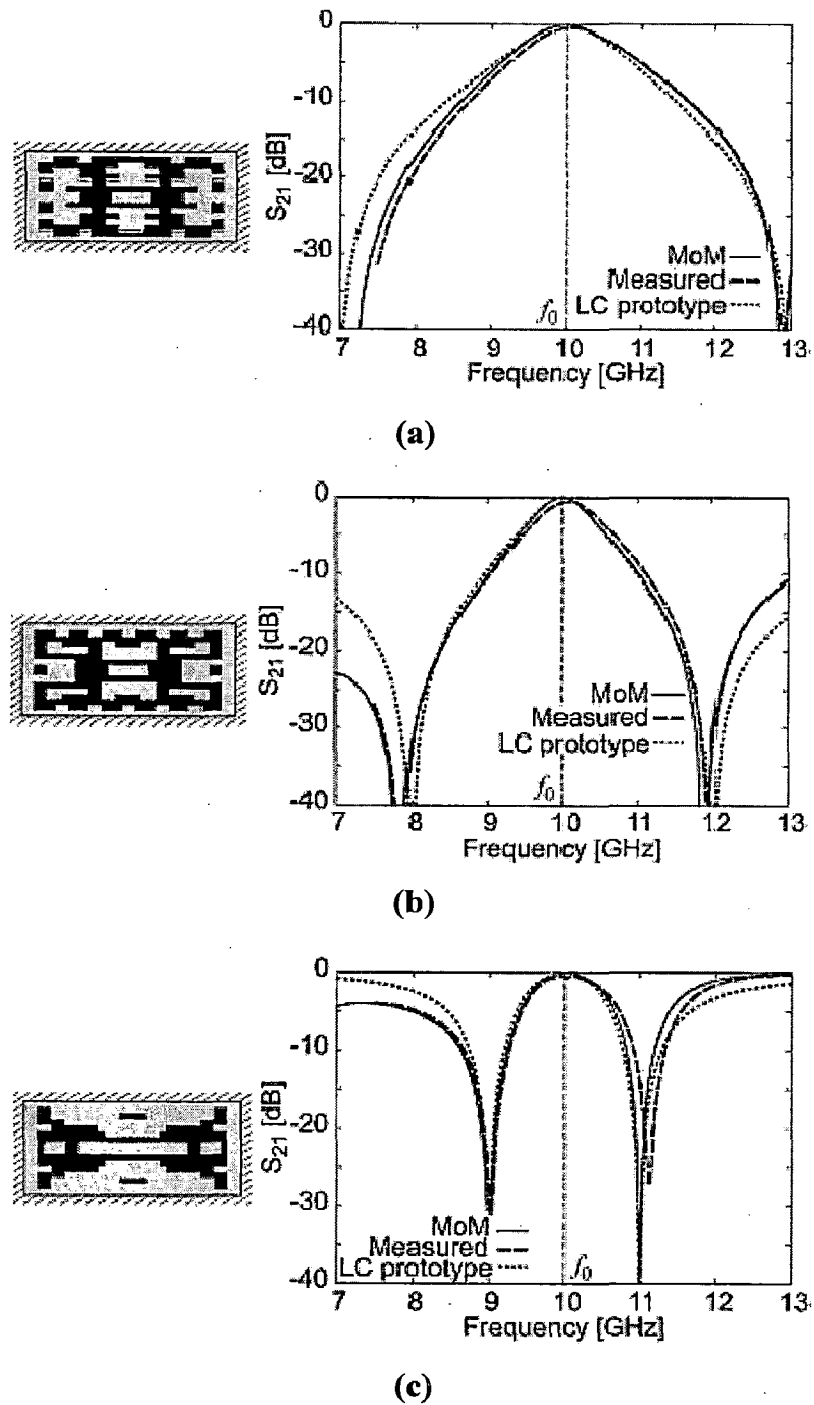 0
-10
-20
-30
-40
S21 [dB]
MoM
Measured
LC prototype
f0
7 8 9 10 11 12 13
Frequency [GHz]
(a)
0
-10
-20
-30
-40
S21 [dB]
MoM
Measured
LC prototype
f0
7 8 9 10 11 12 13
Frequency [GHz]
(b)
0
-10
-20
-30
-40
S21 [dB]
MoM
Measured
LC prototype
f0
7 8 9 10 11 12 13
Frequency [GHz]
(c)